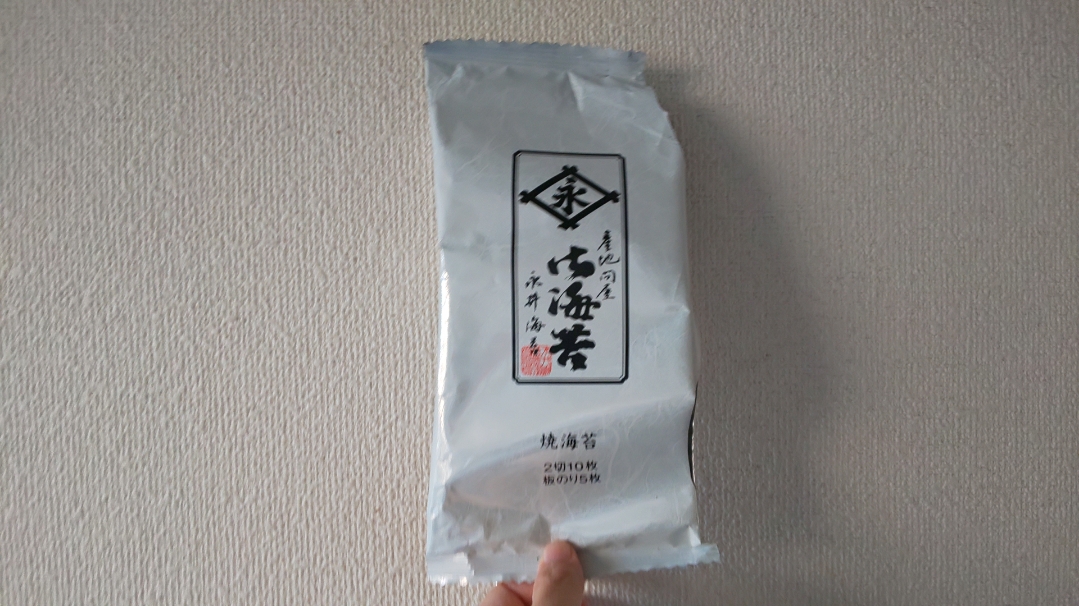 永
産地問屋
御海苔
永井海苔
焼海苔
2切10枚
板のり5枚